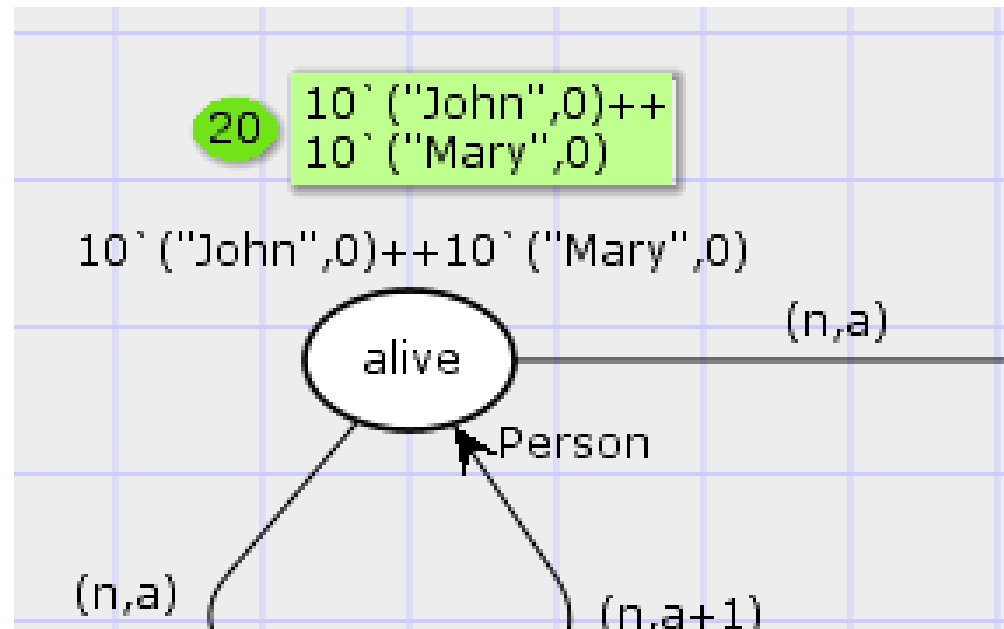 20
10`("John",0)++
10`("Mary",0)
10`("John",0)++10`("Mary",0)
(n,a)
alive
Person
(n,a)
(n,a+1)